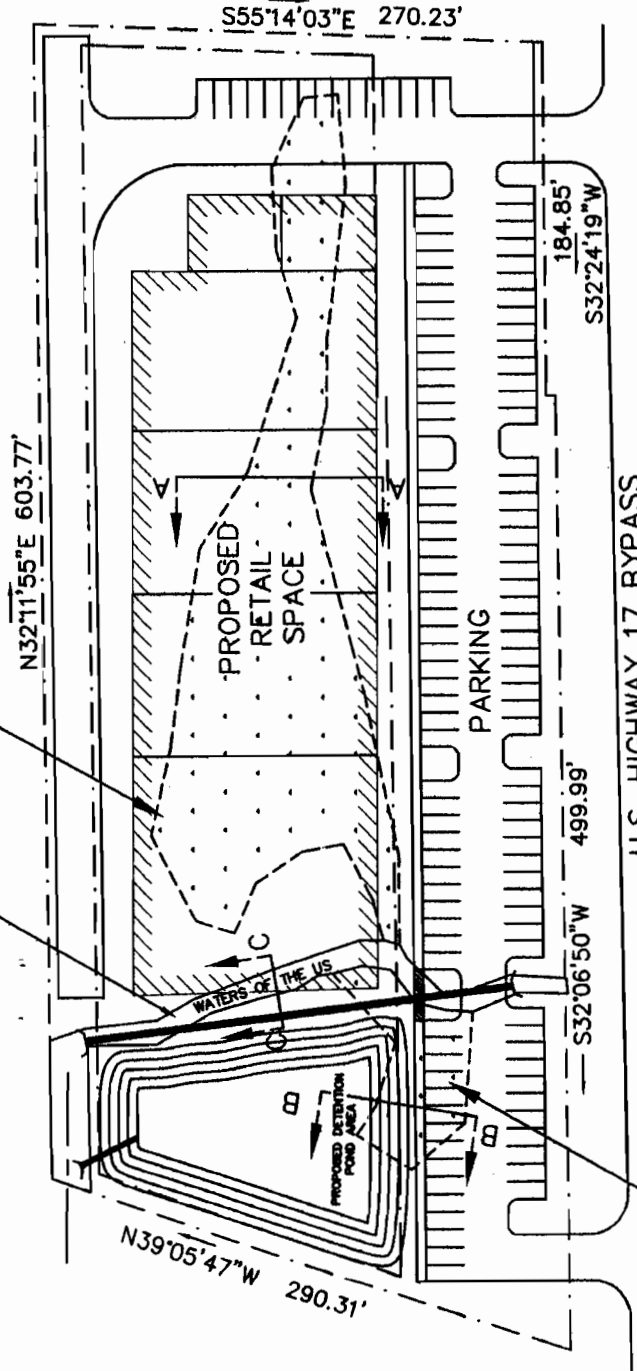 S55°14'03"E 270.23'
N32°11'55"E 603.77'
184.85'
S32°24'19"W
A
A
PROPOSED
RETAIL
SPACE
PARKING
U.S. HIGHWAY 17 BYPASS
S32°06'50"W 499.99'
C
C
WATERS OF THE US
B
B
PROPOSED DETENTION
POND AREA
N39°05'47"W 290.31'